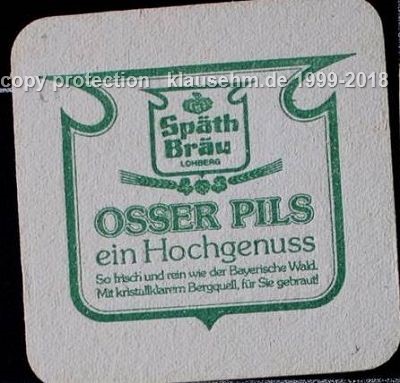 copy protection klausehm.de 1999-2018
Späth
Bräu
LOHBERG
OSSER PILS
ein Hochgenuss
So frisch und rein wie der Bayerische Wald.
Mit kristallklarem Bergquell, für Sie gebraut!